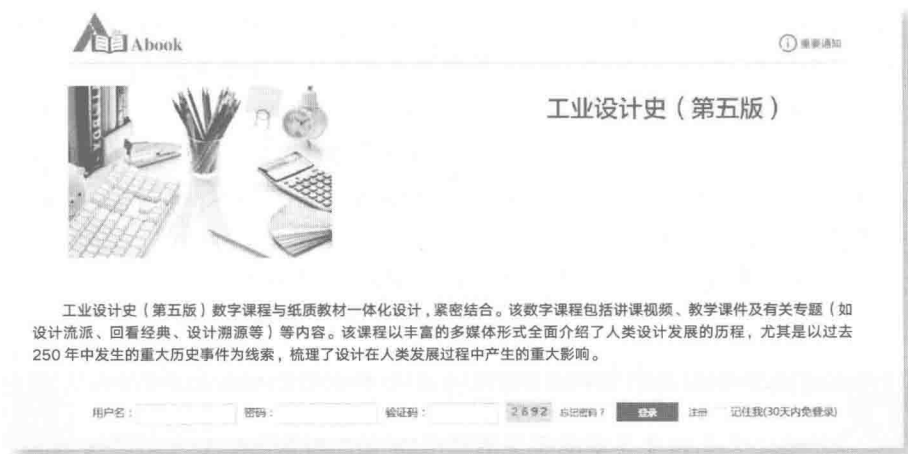 Abook
重要通知
工业设计史（第五版）
工业设计史（第五版）数字课程与纸质教材一体化设计，紧密结合。该数字课程包括讲课视频、教学课件及有关专题（如
设计流派、回看经典、设计溯源等）等内容。该课程以丰富的多媒体形式全面介绍了人类设计发展的历程，尤其是以过去
250 年中发生的重大历史事件为线索，梳理了设计在人类发展过程中产生的重大影响。
用户名： 密码： 验证码： 2692 忘记密码？ 登录 注册 记住我(30天内免登录)